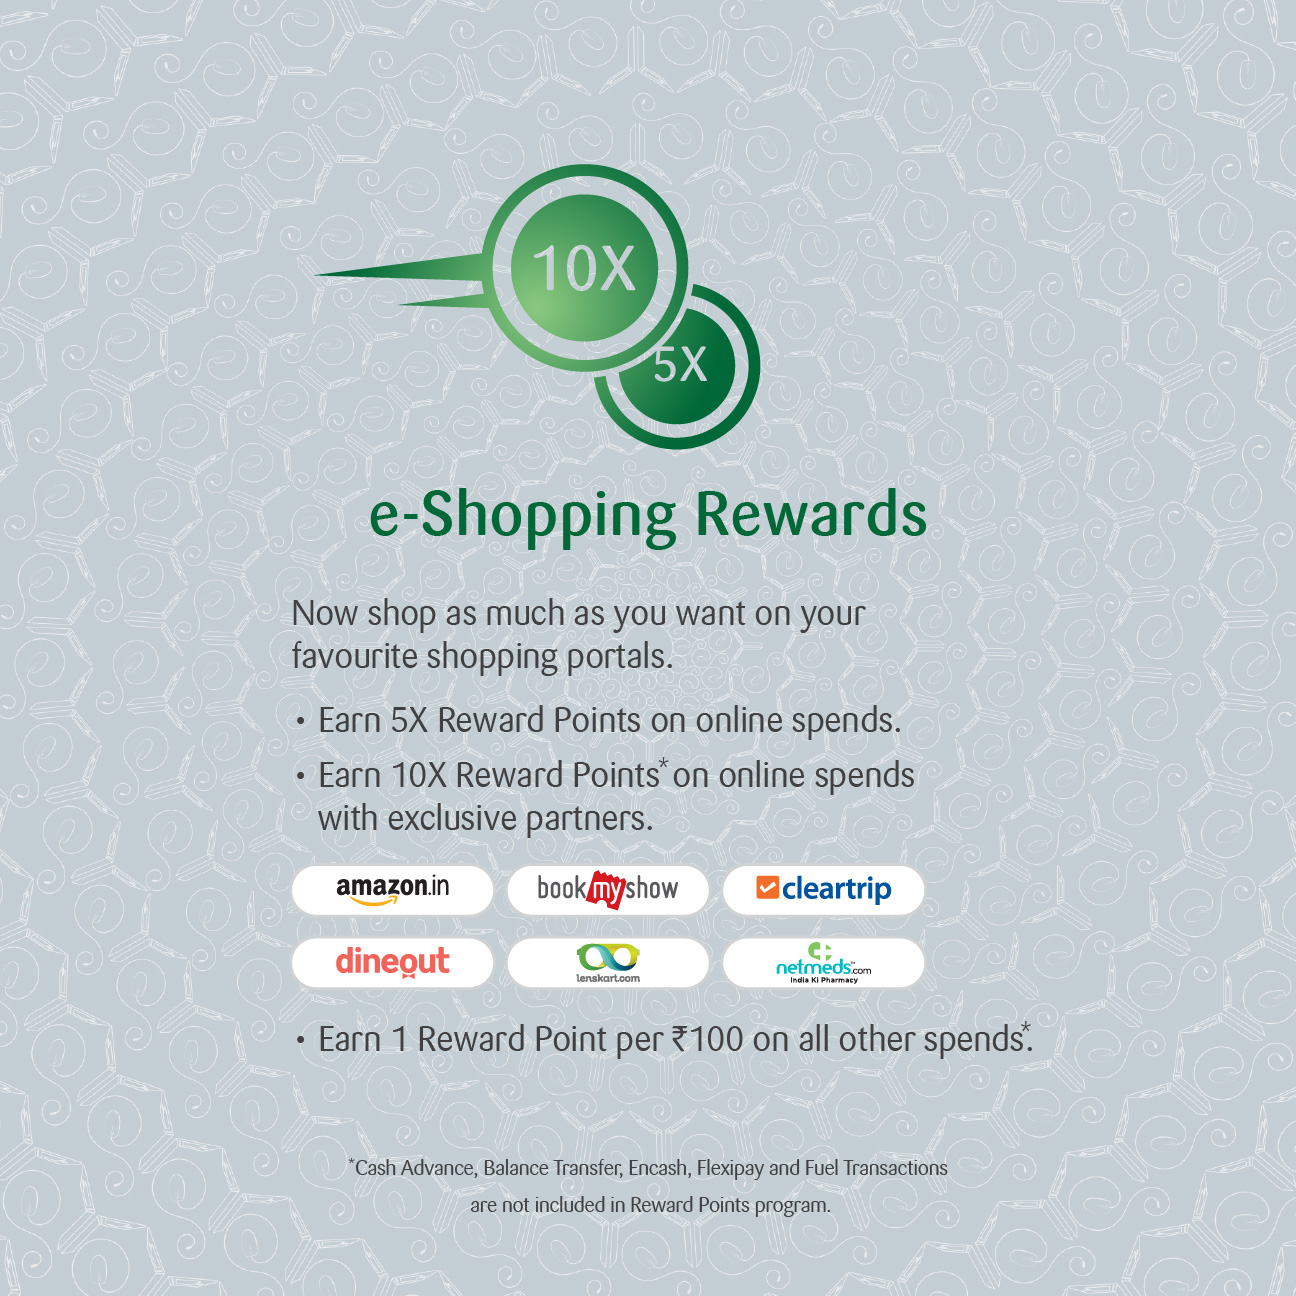 10X
5X
e-Shopping Rewards
Now shop as much as you want on your
favourite shopping portals.
• Earn 5X Reward Points on online spends.
• Earn 10X Reward Points* on online spends
with exclusive partners.
amazon.in
bookmyshow
cleartrip
dineout
lenskart.com
netmeds™.com
India Ki Pharmacy
• Earn 1 Reward Point per ₹100 on all other spends*.
*Cash Advance, Balance Transfer, Encash, Flexipay and Fuel Transactions
are not included in Reward Points program.